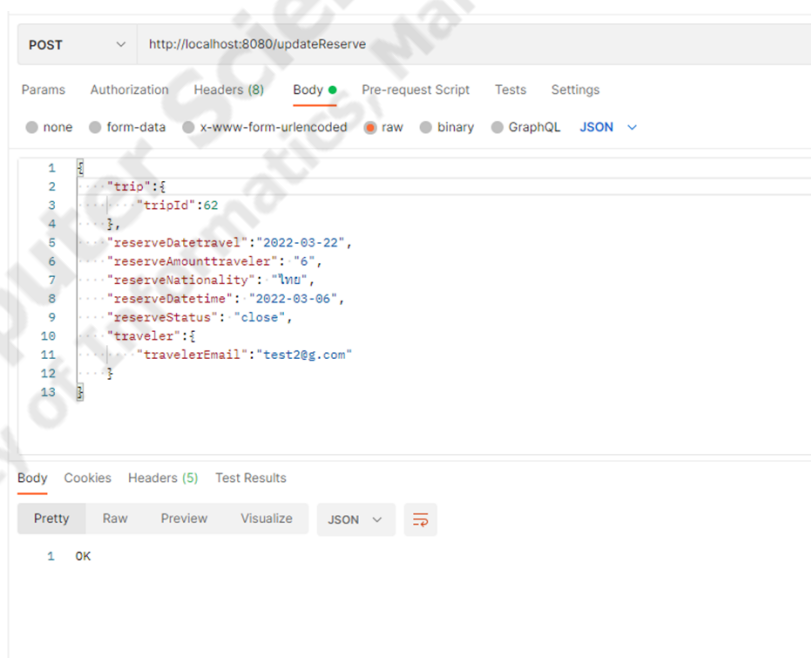 POST http://localhost:8080/updateReserve
Params Authorization Headers (8) Body Pre-request Script Tests Settings
none form-data x-www-form-urlencoded raw binary GraphQL JSON
1 {
2 "trip":{
3 "tripId":62
4 },
5 "reserveDatetravel":"2022-03-22",
6 "reserveAmounttraveler": "6",
7 "reserveNationality": "ไทย",
8 "reserveDatetime": "2022-03-06",
9 "reserveStatus": "close",
10 "traveler":{
11 "travelerEmail":"test2@g.com"
12 }
13 }
Body Cookies Headers (5) Test Results
Pretty Raw Preview Visualize JSON
1 OK